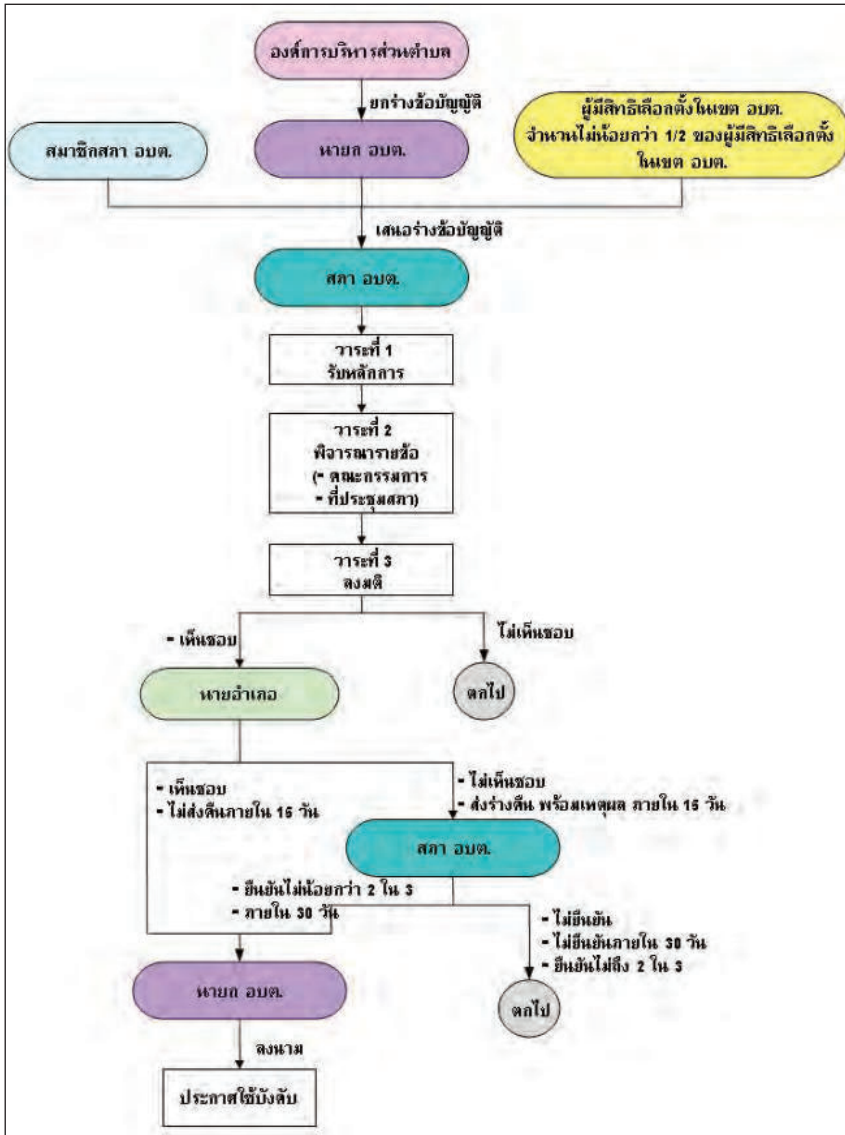 องค์การบริหารส่วนตำบล
ยกร่างข้อบัญญัติ
สมาชิกสภา อบต.
นายก อบต.
ผู้มีสิทธิเลือกตั้งในเขต อบต.
จำนวนไม่น้อยกว่า 1/2 ของผู้มีสิทธิเลือกตั้ง
ในเขต อบต.
เสนอร่างข้อบัญญัติ
สภา อบต.
วาระที่ 1
รับหลักการ
วาระที่ 2
พิจารณารายข้อ
(- คณะกรรมการ
- ที่ประชุมสภา)
วาระที่ 3
ลงมติ
- เห็นชอบ
ไม่เห็นชอบ
นายอำเภอ
ตกไป
- เห็นชอบ
- ไม่ส่งคืนภายใน 15 วัน
- ไม่เห็นชอบ
- ส่งร่างคืน พร้อมเหตุผล ภายใน 15 วัน
สภา อบต.
- ยืนยันไม่น้อยกว่า 2 ใน 3
- ภายใน 30 วัน
- ไม่ยืนยัน
- ไม่ยืนยันภายใน 30 วัน
- ยืนยันไม่ถึง 2 ใน 3
นายก อบต.
ตกไป
ลงนาม
ประกาศใช้บังคับ